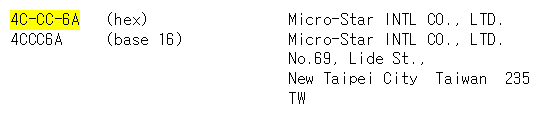 4C-CC-6A (hex) Micro-Star INTL CO., LTD.
4CCC6A (base 16) Micro-Star INTL CO., LTD.
No.69, Lide St.,
New Taipei City Taiwan 235
TW